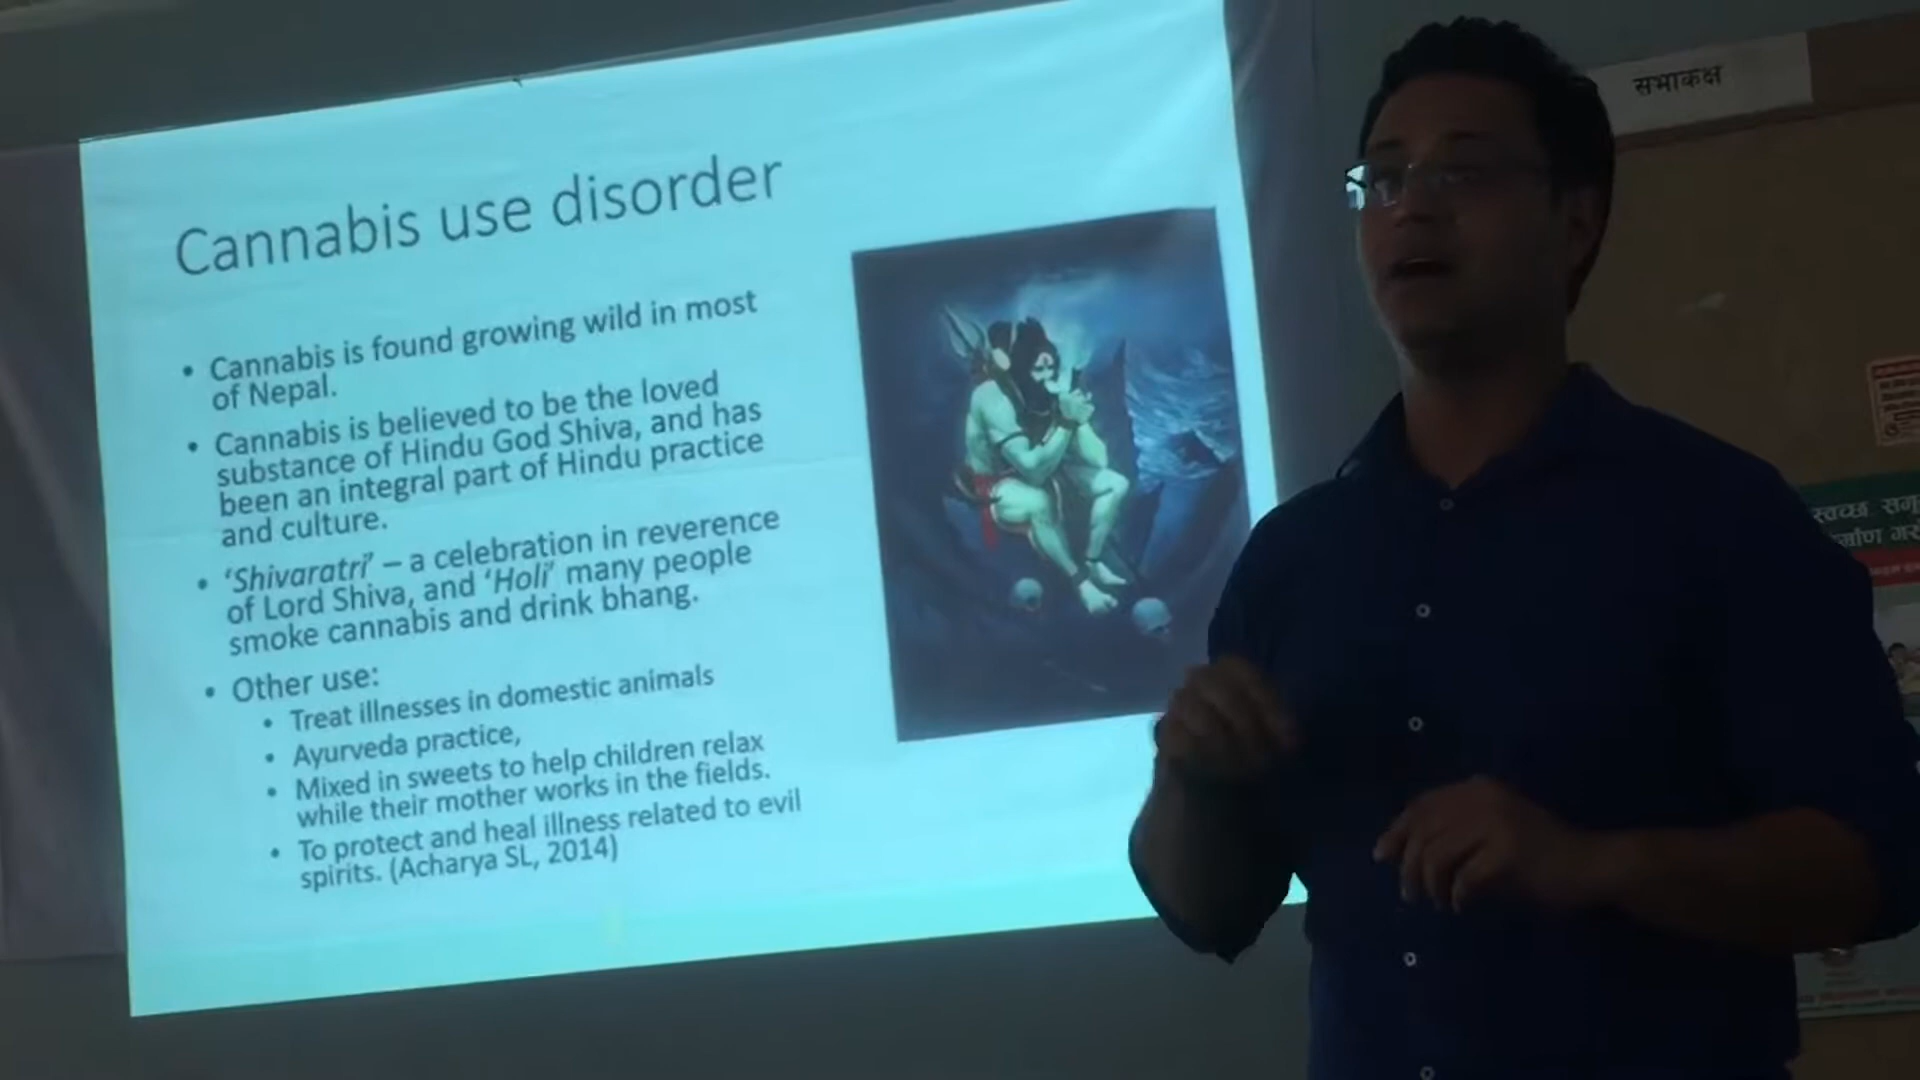 Cannabis use disorder
• Cannabis is found growing wild in most
of Nepal.
• Cannabis is believed to be the loved
substance of Hindu God Shiva, and has
been an integral part of Hindu practice
and culture.
• ‘Shivaratri’ – a celebration in reverence
of Lord Shiva, and ‘Holi’ many people
smoke cannabis and drink bhang.
• Other use:
• Treat illnesses in domestic animals
• Ayurveda practice,
• Mixed in sweets to help children relax
while their mother works in the fields.
• To protect and heal illness related to evil
spirits. (Acharya SL, 2014)
सभाकक्ष
स्वच्छ